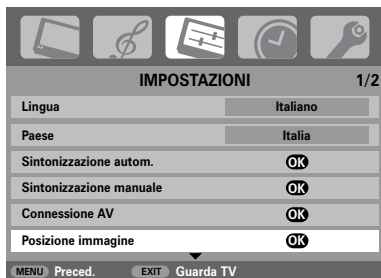 IMPOSTAZIONI 1/2
Lingua Italiano
Paese Italia
Sintonizzazione autom. OK
Sintonizzazione manuale OK
Connessione AV OK
Posizione immagine OK
MENU Preced. EXIT Guarda TV